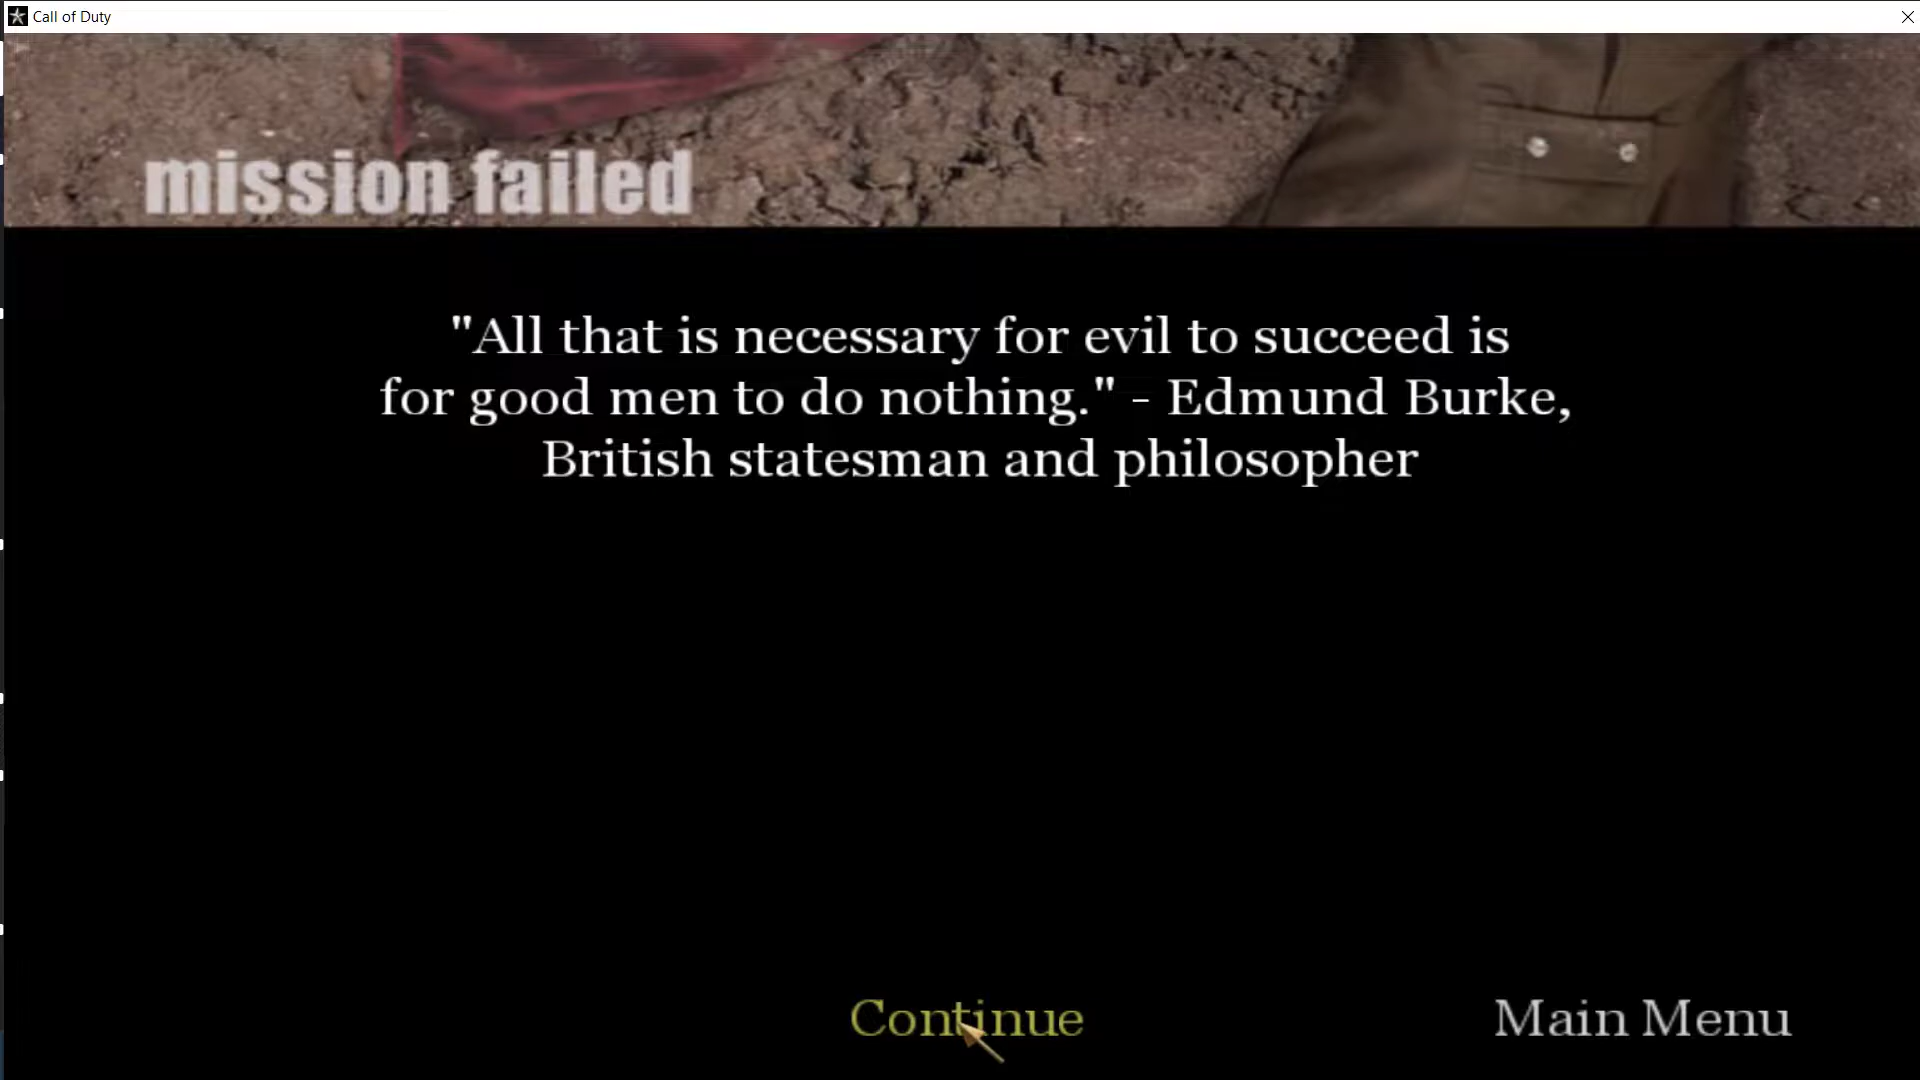 Call of Duty
mission failed
"All that is necessary for evil to succeed is
for good men to do nothing." - Edmund Burke,
British statesman and philosopher
Continue
Main Menu